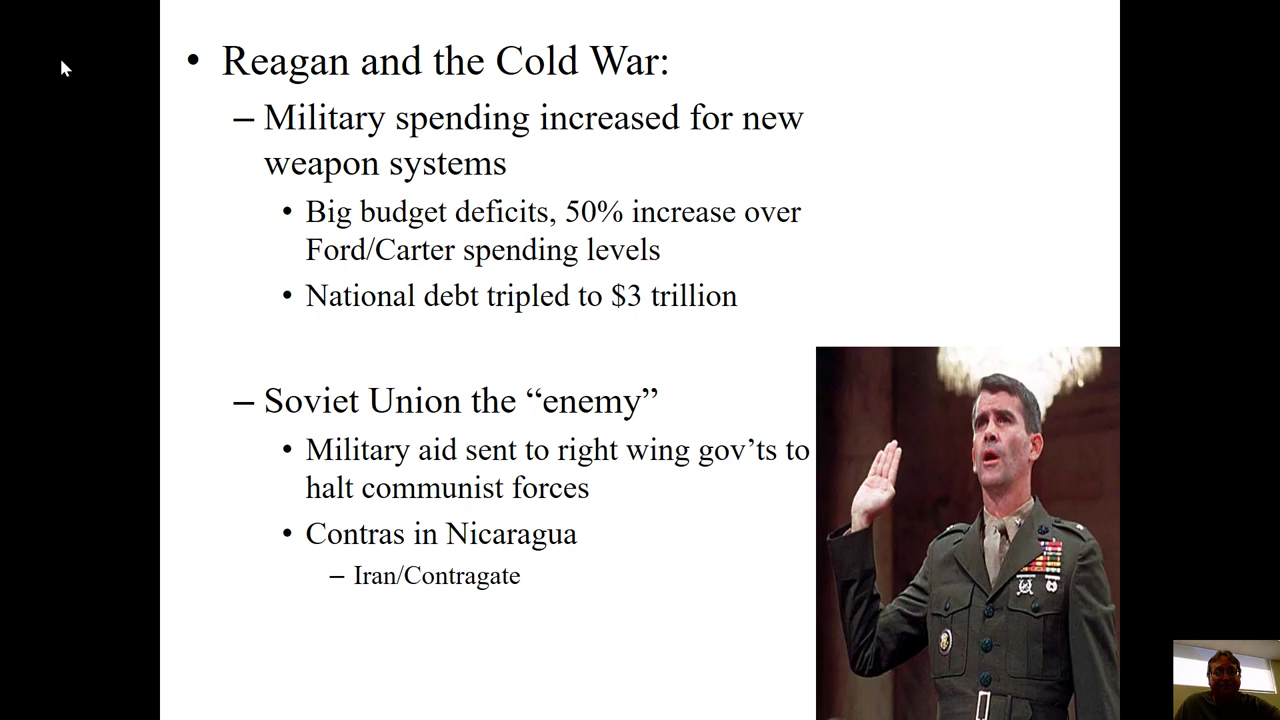 • Reagan and the Cold War:
– Military spending increased for new
weapon systems
• Big budget deficits, 50% increase over
Ford/Carter spending levels
• National debt tripled to $3 trillion
– Soviet Union the “enemy”
• Military aid sent to right wing gov’ts to
halt communist forces
• Contras in Nicaragua
– Iran/Contragate